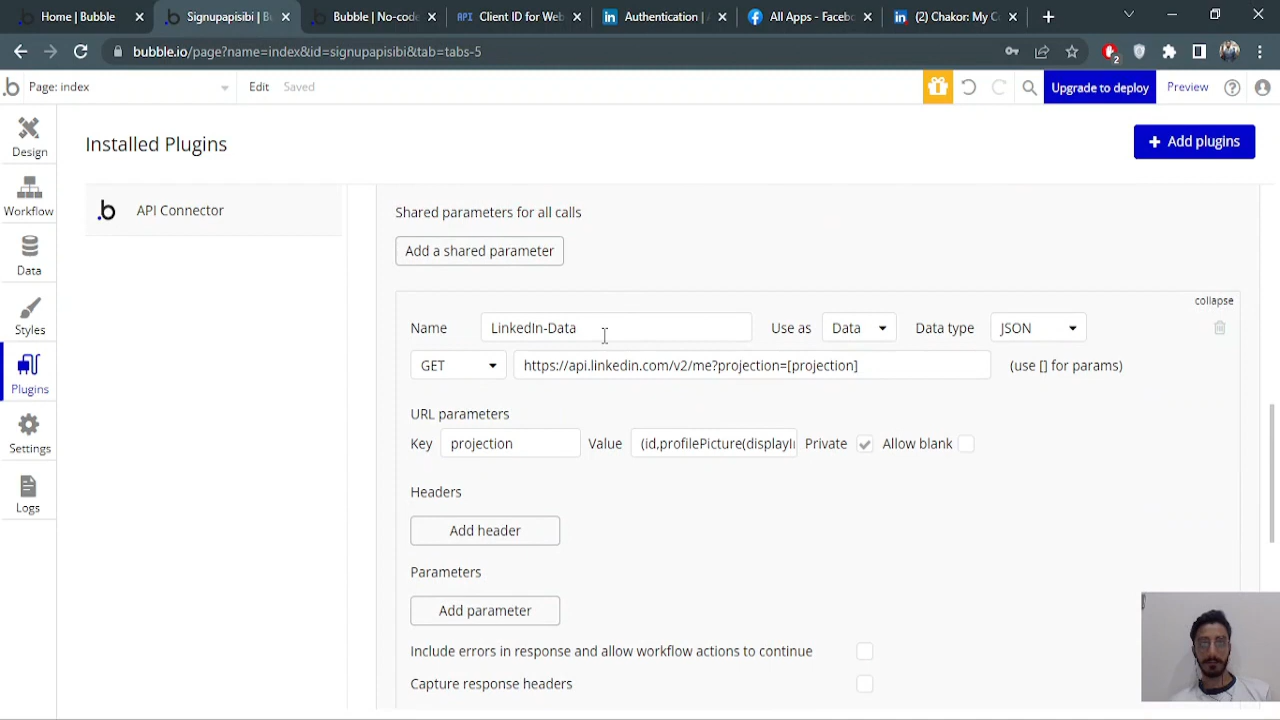 Home | Bubble
Signupapisibi | Bu
Bubble | No-code
API Client ID for Web
Authentication | A
All Apps - Facebo
(2) Chakor: My C
bubble.io/page?name=index&id=signupapisibi&tab=tabs-5
2
Page: index
Edit
Saved
Upgrade to deploy
Preview
Design
Workflow
Data
Styles
Plugins
Settings
Logs
Installed Plugins
+ Add plugins
API Connector
Shared parameters for all calls
Add a shared parameter
collapse
Name LinkedIn-Data Use as Data Data type JSON
GET https://api.linkedin.com/v2/me?projection=[projection] (use [] for params)
URL parameters
Key projection Value (id,profilePicture(displayI Private Allow blank
Headers
Add header
Parameters
Add parameter
Include errors in response and allow workflow actions to continue
Capture response headers